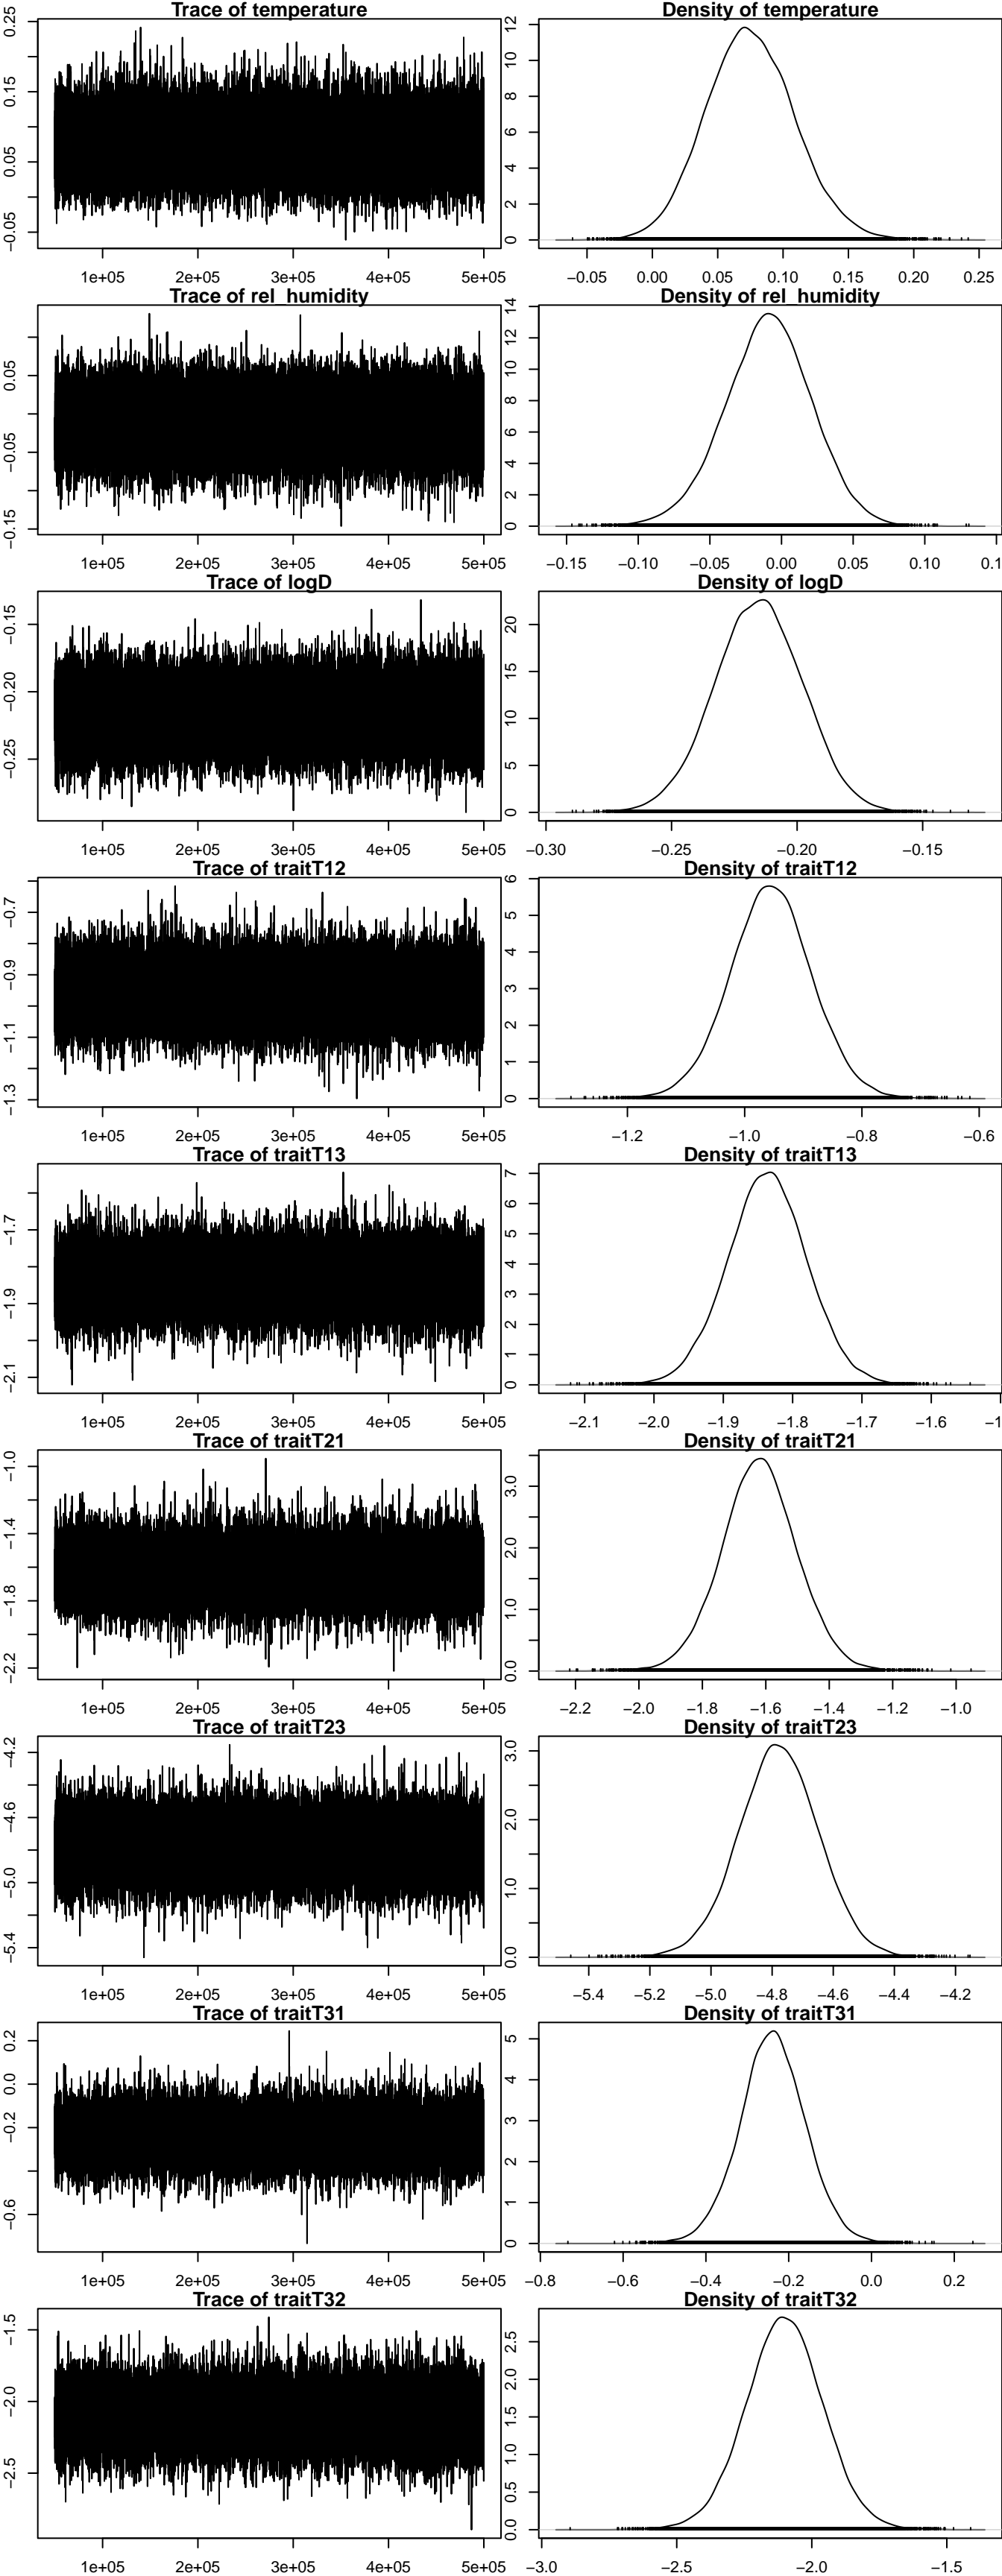 Trace of temperature
Density of temperature
−0.05 0.05 0.15 0.25
0 2 4 6 8 10 12
1e+05 2e+05 3e+05 4e+05 5e+05
−0.05 0.00 0.05 0.10 0.15 0.20 0.25
Trace of rel_humidity
Density of rel_humidity
−0.15 −0.05 0.05
0 2 4 6 8 10 12 14
1e+05 2e+05 3e+05 4e+05 5e+05
−0.15 −0.10 −0.05 0.00 0.05 0.10 0.1
Trace of logD
Density of logD
−0.25 −0.20 −0.15
0 5 10 15 20
1e+05 2e+05 3e+05 4e+05 5e+05
−0.30 −0.25 −0.20 −0.15
Trace of traitT12
Density of traitT12
−1.3 −1.1 −0.9 −0.7
0 1 2 3 4 5 6
1e+05 2e+05 3e+05 4e+05 5e+05
−1.2 −1.0 −0.8 −0.6
Trace of traitT13
Density of traitT13
−2.1 −1.9 −1.7
0 1 2 3 4 5 6 7
1e+05 2e+05 3e+05 4e+05 5e+05
−2.1 −2.0 −1.9 −1.8 −1.7 −1.6 −1
Trace of traitT21
Density of traitT21
−2.2 −1.8 −1.4 −1.0
0.0 1.0 2.0 3.0
1e+05 2e+05 3e+05 4e+05 5e+05
−2.2 −2.0 −1.8 −1.6 −1.4 −1.2 −1.0
Trace of traitT23
Density of traitT23
−5.4 −5.0 −4.6 −4.2
0.0 1.0 2.0 3.0
1e+05 2e+05 3e+05 4e+05 5e+05
−5.4 −5.2 −5.0 −4.8 −4.6 −4.4 −4.2
Trace of traitT31
Density of traitT31
−0.6 −0.2 0.0 0.2
0 1 2 3 4 5
1e+05 2e+05 3e+05 4e+05 5e+05
−0.8 −0.6 −0.4 −0.2 0.0 0.2
Trace of traitT32
Density of traitT32
−2.5 −2.0 −1.5
0.0 0.5 1.0 1.5 2.0 2.5
1e+05 2e+05 3e+05 4e+05 5e+05
−3.0 −2.5 −2.0 −1.5